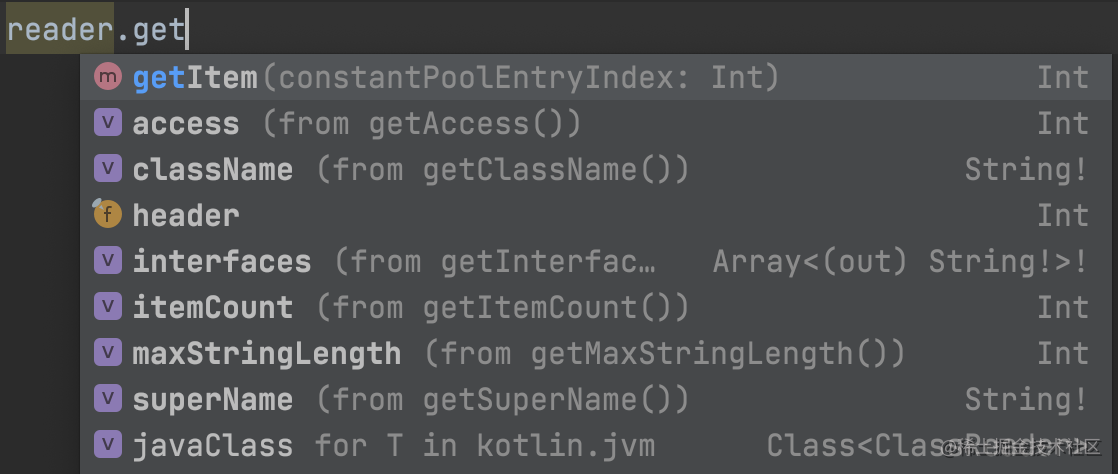 reader.get
m getItem(constantPoolEntryIndex: Int) Int
v access (from getAccess()) Int
v className (from getClassName()) String!
f header Int
v interfaces (from getInterfac… Array<(out) String!>!
v itemCount (from getItemCount()) Int
v maxStringLength (from getMaxStringLength()) Int
v superName (from getSuperName()) String!
v javaClass for T in kotlin.jvm Class<ClassReader>
@稀土掘金技术社区